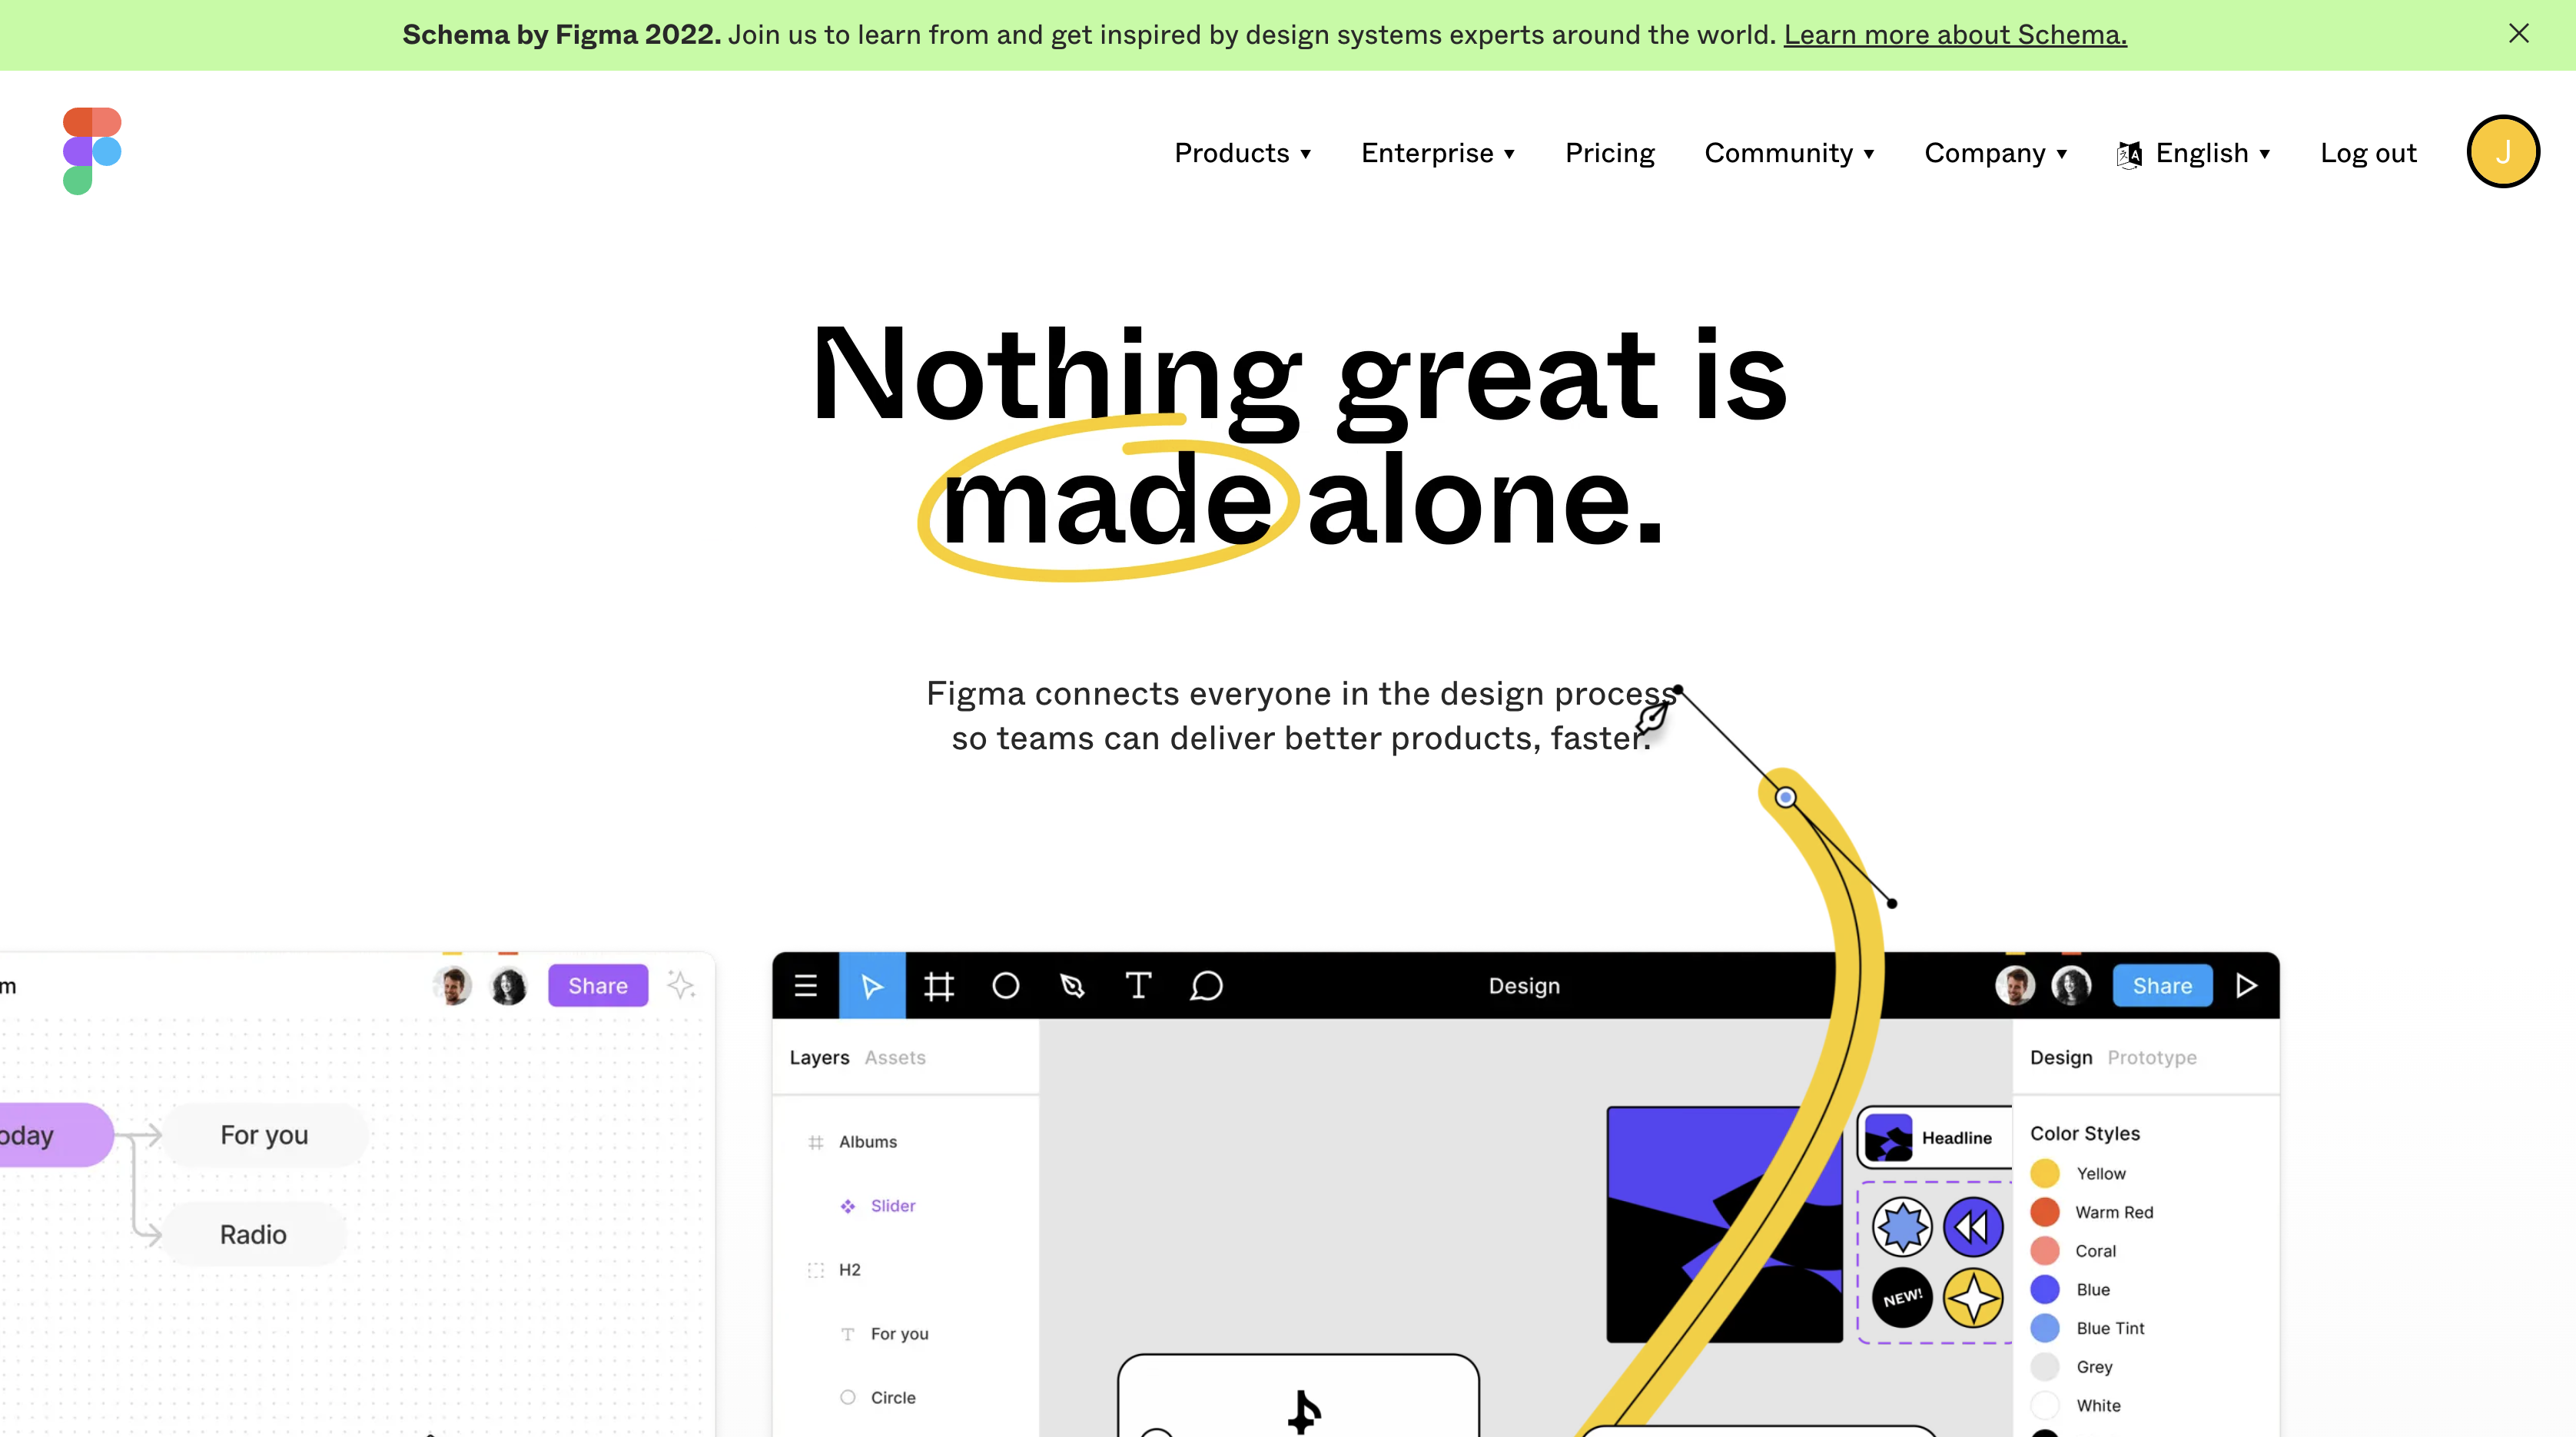 Schema by Figma 2022. Join us to learn from and get inspired by design systems experts around the world. Learn more about Schema.
Products Enterprise Pricing Community Company English Log out J
Nothing great is
made alone.
Figma connects everyone in the design process
so teams can deliver better products, faster.
m Share
oday
For you
Radio
Design Share
Layers Assets
Albums
Slider
H2
For you
Circle
Headline
NEW!
Design Prototype
Color Styles
Yellow
Warm Red
Coral
Blue
Blue Tint
Grey
White